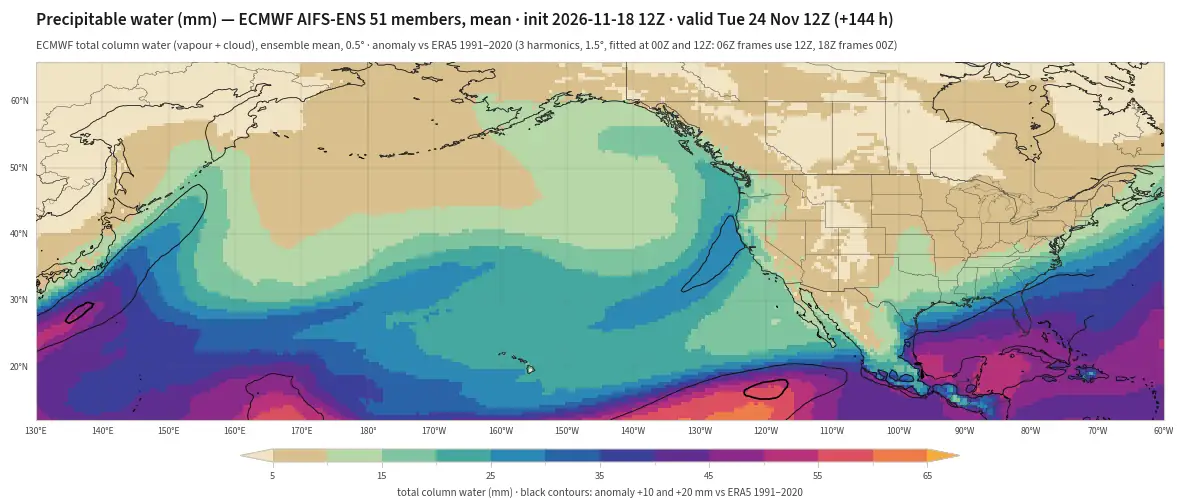 Precipitable water (mm) — ECMWF AIFS-ENS 51 members, mean · init 2026-11-18 12Z · valid Tue 24 Nov 12Z (+144 h)
ECMWF total column water (vapour + cloud), ensemble mean, 0.5° · anomaly vs ERA5 1991–2020 (3 harmonics, 1.5°, fitted at 00Z and 12Z: 06Z frames use 12Z, 18Z frames 00Z)
60°N
50°N
40°N
30°N
20°N
130°E 140°E 150°E 160°E 170°E 180° 170°W 160°W 150°W 140°W 130°W 120°W 110°W 100°W 90°W 80°W 70°W 60°W
5 15 25 35 45 55 65
total column water (mm) · black contours: anomaly +10 and +20 mm vs ERA5 1991–2020